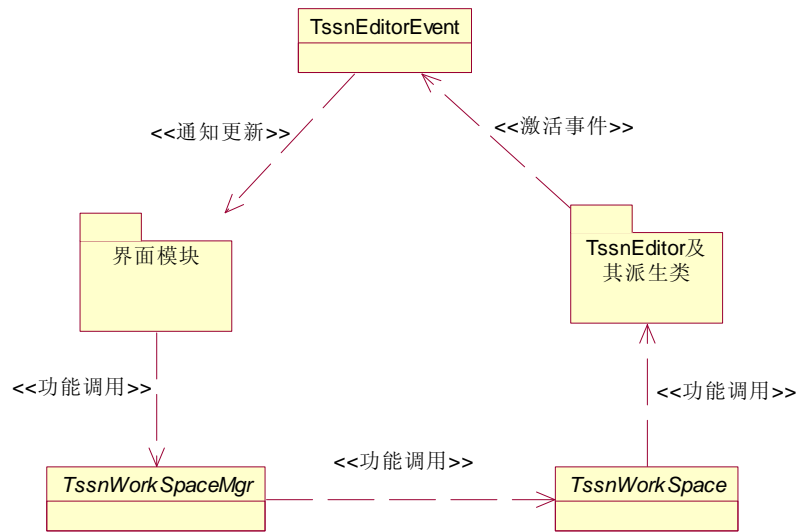 TssnEditorEvent
<<通知更新>>
<<激活事件>>
界面模块
TssnEditor及
其派生类
<<功能调用>>
<<功能调用>>
<<功能调用>>
TssnWorkSpaceMgr
TssnWorkSpace